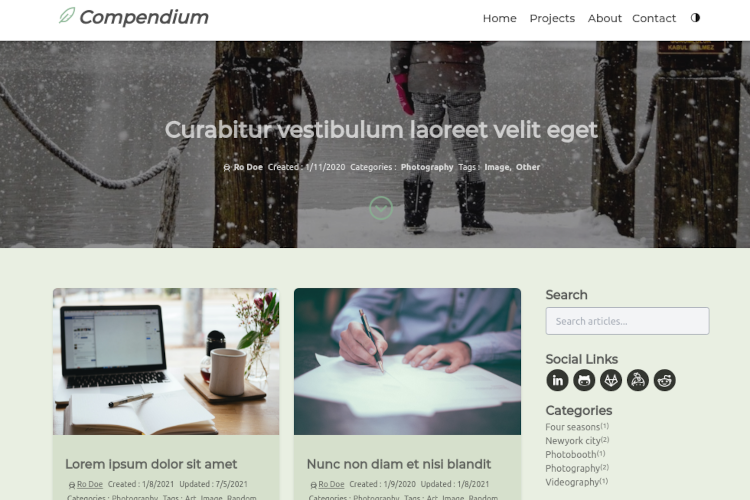 Compendium
Home Projects About Contact
KABUL EDİLMEZ
Curabitur vestibulum laoreet velit eget
Ro Doe Created : 1/11/2020 Categories : Photography Tags : Image, Other
Search
Search articles...
Social Links
Categories
Four seasons(1)
Newyork city(2)
Photobooth(1)
Photography(2)
Videography(1)
Lorem ipsum dolor sit amet
Ro Doe Created : 1/8/2021 Updated : 7/5/2021
Categories : Photography Tags : Art, Image, Random
Nunc non diam et nisi blandit
Ro Doe Created : 1/9/2020 Updated : 1/8/2021
Categories : Photography Tags : Art, Image, Random